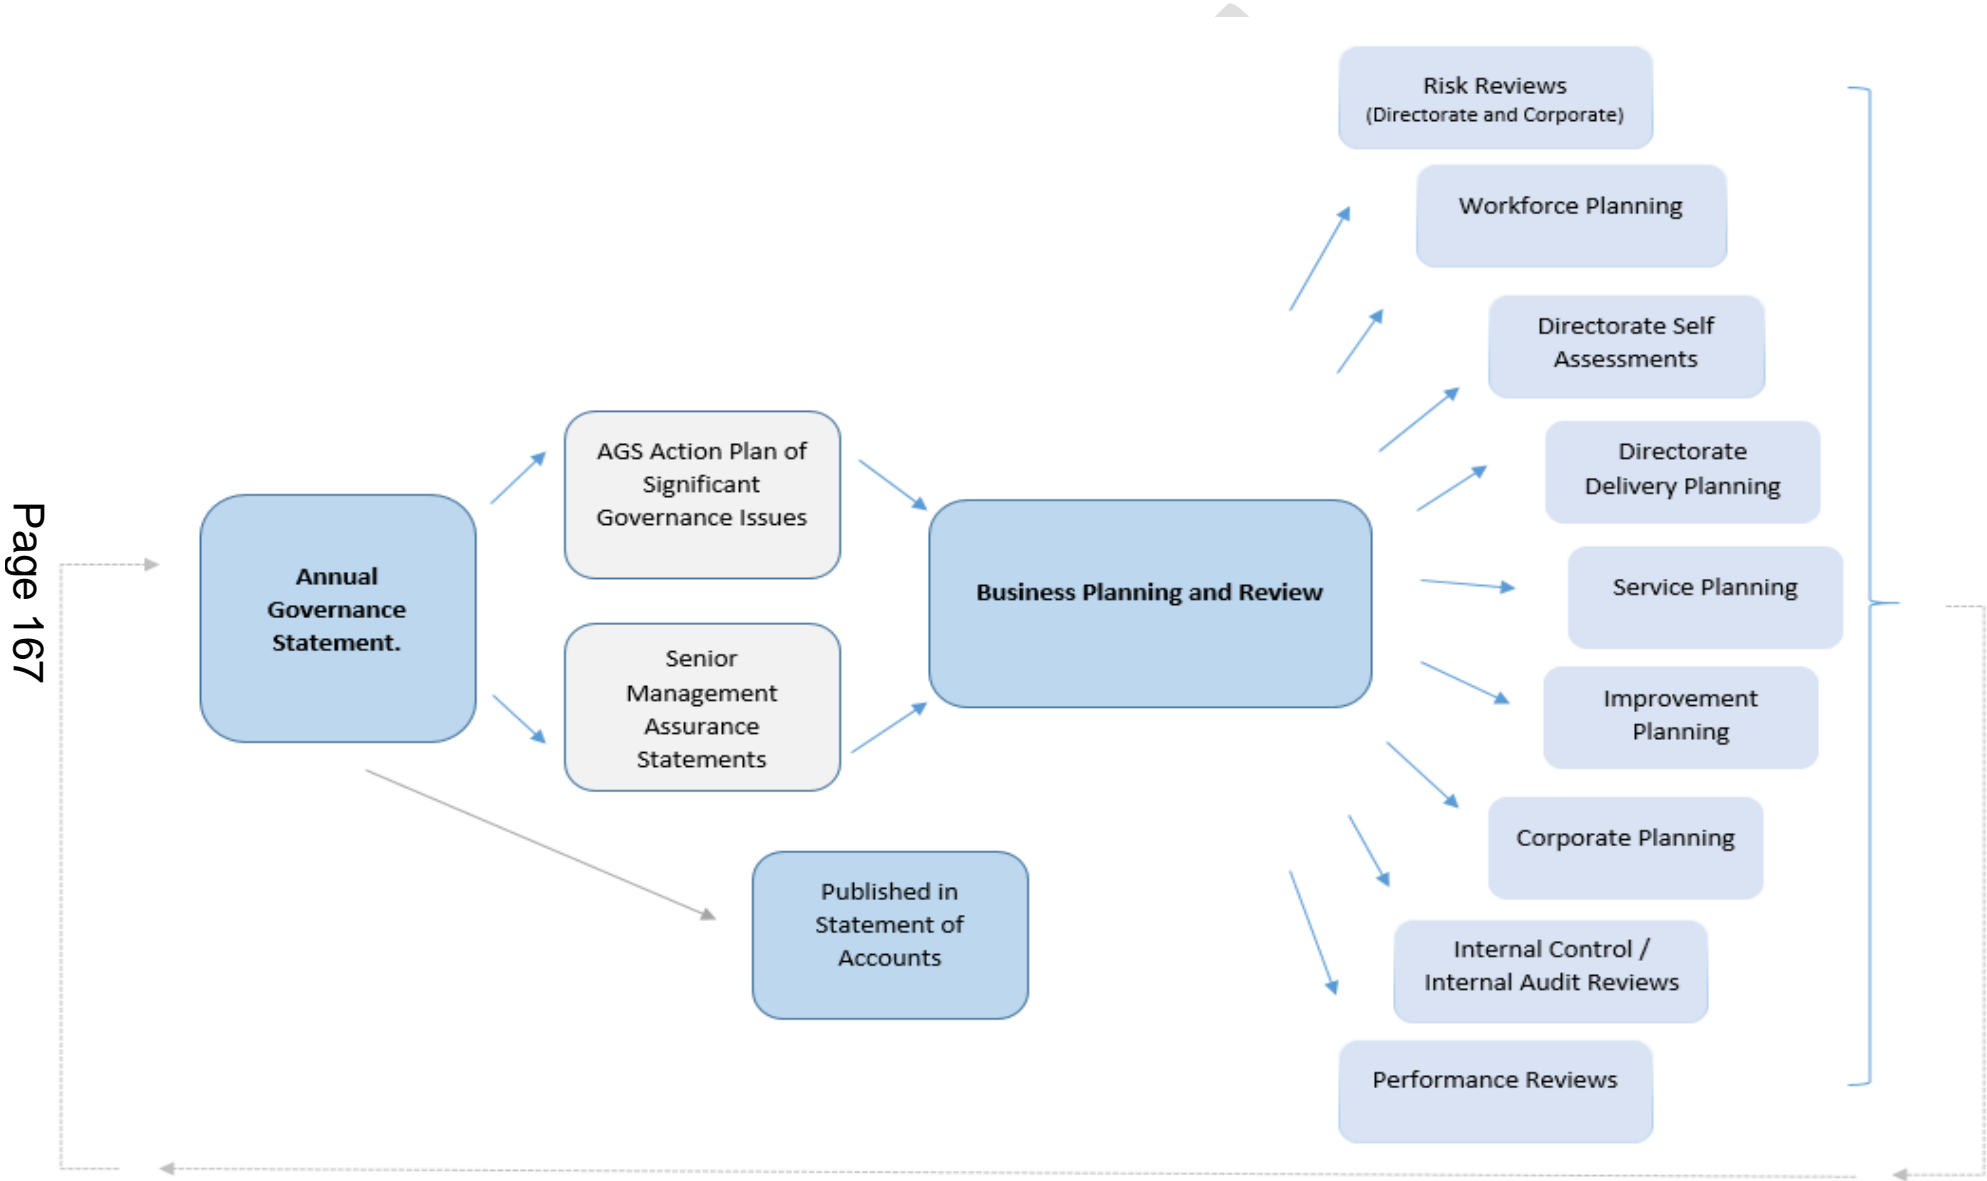 Page 167
Annual
Governance
Statement.
AGS Action Plan of
Significant
Governance Issues
Senior
Management
Assurance
Statements
Published in
Statement of
Accounts
Business Planning and Review
Risk Reviews
(Directorate and Corporate)
Workforce Planning
Directorate Self
Assessments
Directorate
Delivery Planning
Service Planning
Improvement
Planning
Corporate Planning
Internal Control /
Internal Audit Reviews
Performance Reviews